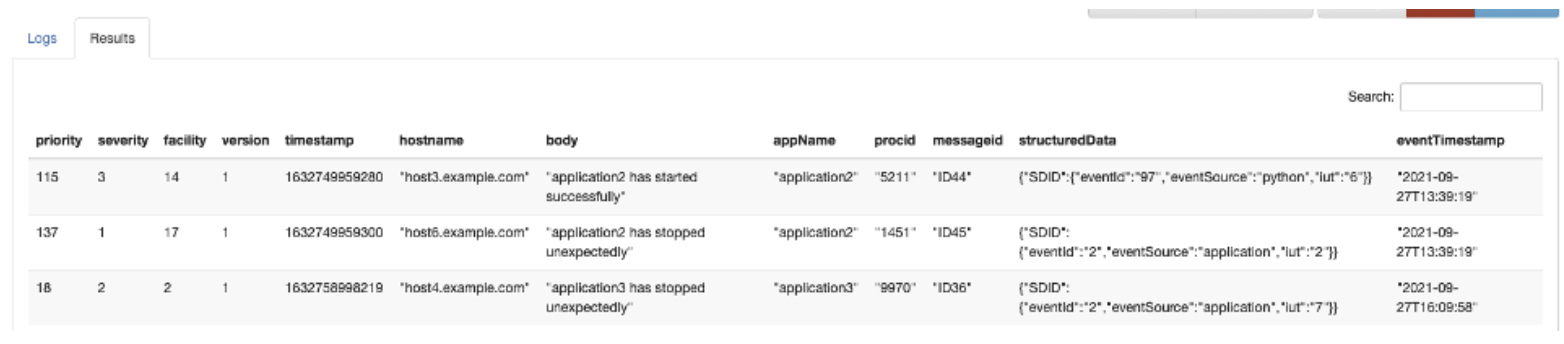 Logs Results
Search:
priority severity facility version timestamp hostname body appName procid messageid structuredData eventTimestamp
115 3 14 1 1632749959280 "host3.example.com" "application2 has started "application2" "5211" "ID44" {"SDID":{"eventId":"97","eventSource":"python","iut":"6"}} "2021-09-
successfully" 27T13:39:19"
137 1 17 1 1632749959300 "host6.example.com" "application2 has stopped "application2" "1451" "ID45" {"SDID": "2021-09-
unexpectedly" {"eventId":"2","eventSource":"application","iut":"2"}} 27T13:39:19"
18 2 2 1 1632758998219 "host4.example.com" "application3 has stopped "application3" "9970" "ID36" {"SDID": "2021-09-
unexpectedly" {"eventId":"2","eventSource":"application","iut":"7"}} 27T16:09:58"